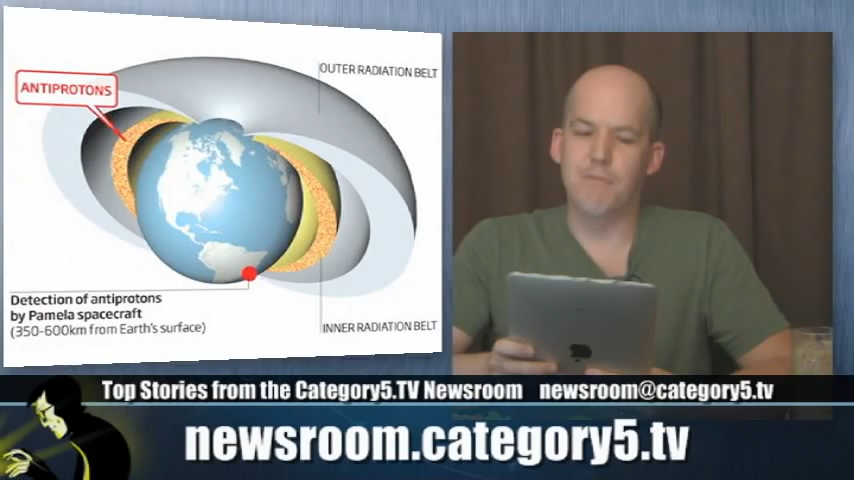 OUTER RADIATION BELT
ANTIPROTONS
Detection of antiprotons
by Pamela spacecraft
(350-600km from Earth's surface)
INNER RADIATION BELT
Top Stories from the Category5.TV Newsroom newsroom@category5.tv
newsroom.category5.tv